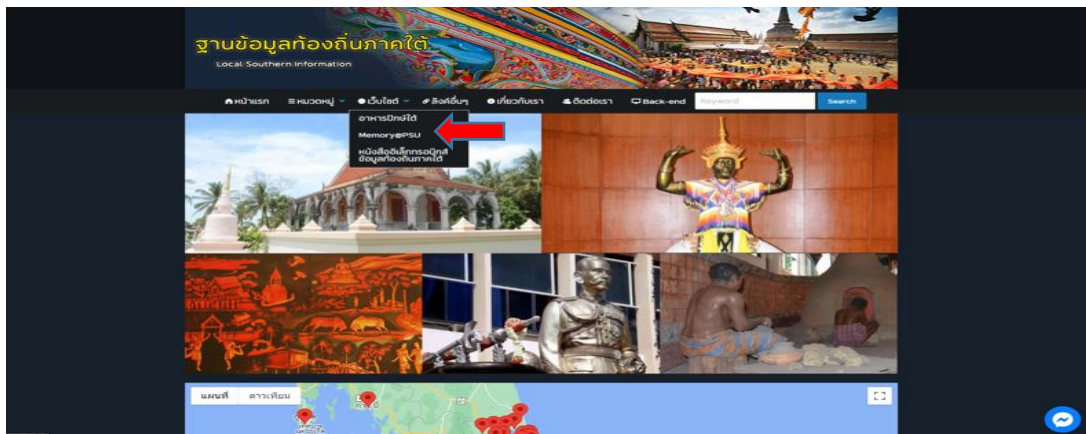 ฐานข้อมูลท้องถิ่นภาคใต้
Local Southern Information
หน้าแรก หมวดหมู่ เว็บไซต์ ลิงค์อื่นๆ เกี่ยวกับเรา ติดต่อเรา Back-end Keyword Search
อาหารปักษ์ใต้
Memory@PSU
หนังสืออิเล็กทรอนิกส์
ข้อมูลท้องถิ่นภาคใต้
แผนที่ ดาวเทียม